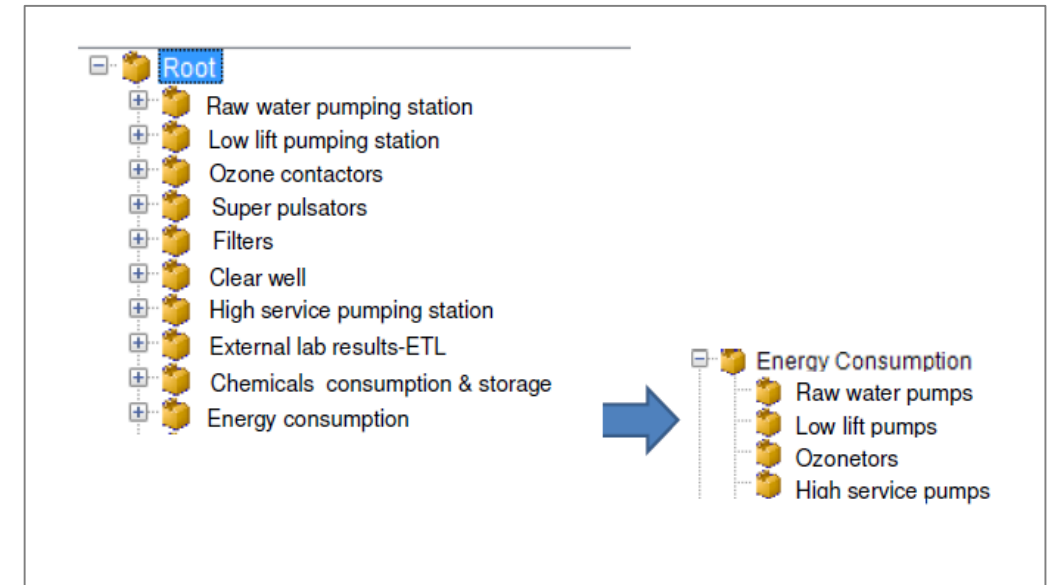 Root
Raw water pumping station
Low lift pumping station
Ozone contactors
Super pulsators
Filters
Clear well
High service pumping station
External lab results-ETL
Chemicals consumption & storage
Energy consumption
Energy Consumption
Raw water pumps
Low lift pumps
Ozonetors
High service pumps